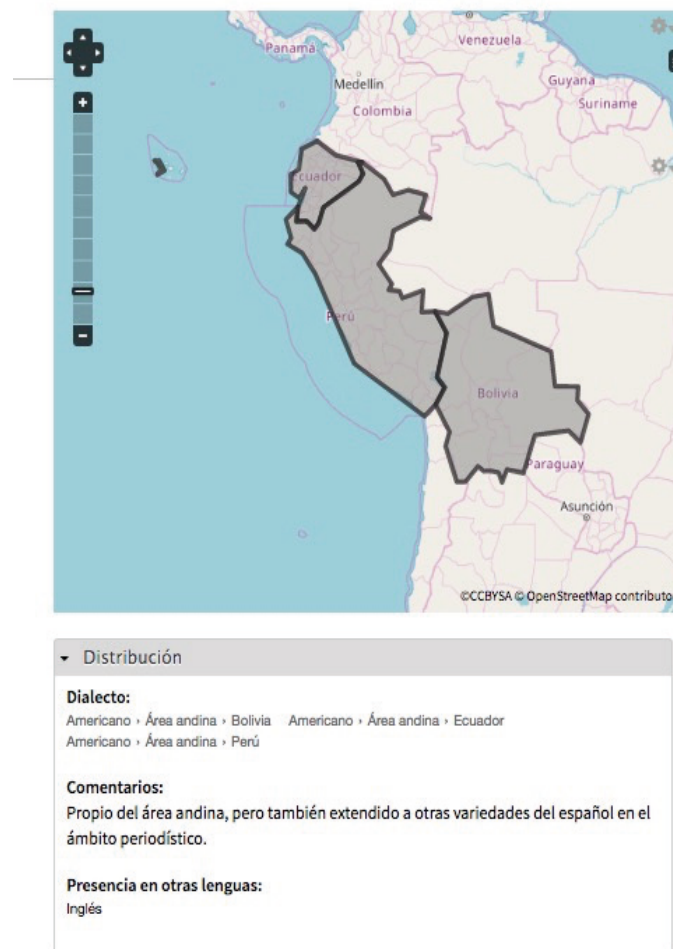 Panamá
Venezuela
Medellín
Guyana
Colombia
Suriname
Ecuador
Perú
Bolivia
Paraguay
Asunción
©CCBYSA © OpenStreetMap contributo
Distribución
Dialecto:
Americano › Área andina › Bolivia Americano › Área andina › Ecuador
Americano › Área andina › Perú
Comentarios:
Propio del área andina, pero también extendido a otras variedades del español en el
ámbito periodístico.
Presencia en otras lenguas:
Inglés